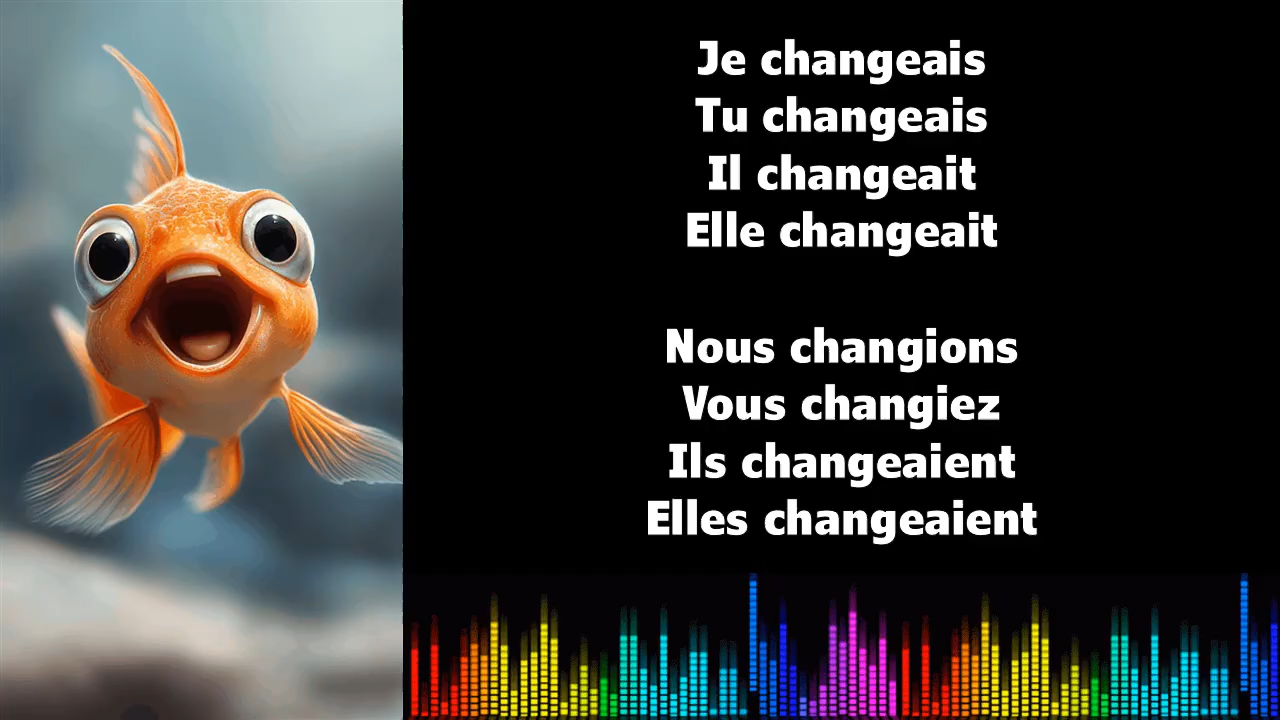 Je changeais
Tu changeais
Il changeait
Elle changeait
Nous changions
Vous changiez
Ils changeaient
Elles changeaient